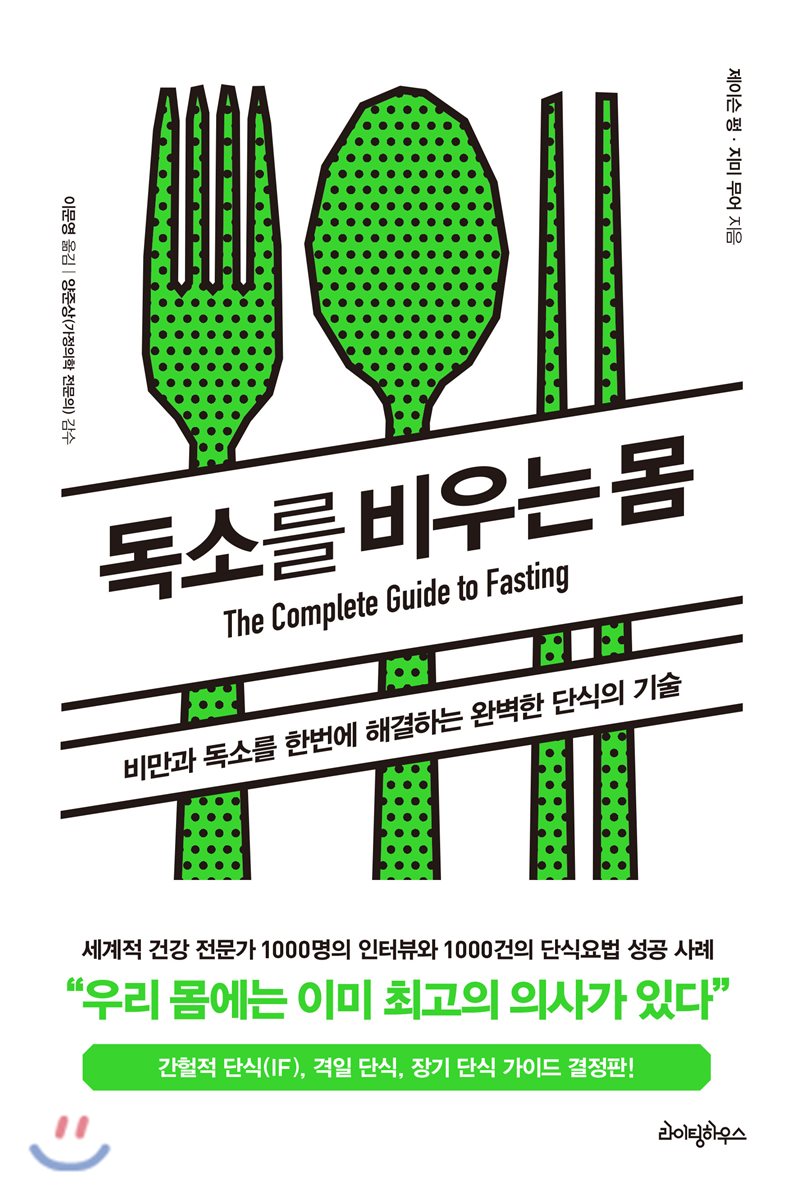 제이슨 펑 · 지미 무어 지음
이문영 옮김 | 양준상(가정의학 전문의) 감수
독소를 비우는 몸
The Complete Guide to Fasting
비만과 독소를 한번에 해결하는 완벽한 단식의 기술
세계적 건강 전문가 1000명의 인터뷰와 1000건의 단식요법 성공 사례
“우리 몸에는 이미 최고의 의사가 있다”
간헐적 단식(IF), 격일 단식, 장기 단식 가이드 결정판!
라이팅하우스